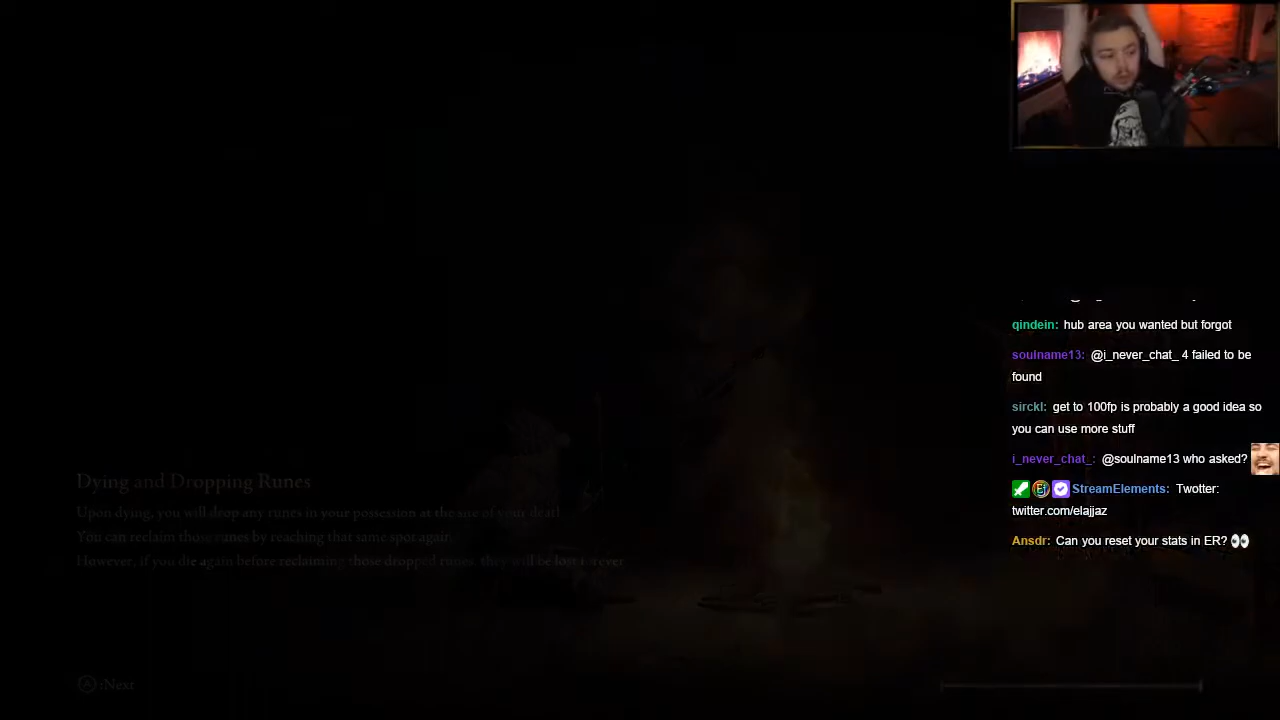 qindein: hub area you wanted but forgot
soulname13: @i_never_chat_ 4 failed to be
found
sirckl: get to 100fp is probably a good idea so
you can use more stuff
i_never_chat_: @soulname13 who asked?
StreamElements: Twotter:
twitter.com/elajjaz
Ansdr: Can you reset your stats in ER?
Dying and Dropping Runes
Upon dying, you will drop any runes in your possession at the site of your death.
You can reclaim those runes by reaching that same spot again.
However, if you die again before reclaiming those dropped runes, they will be lost forever.
A:Next